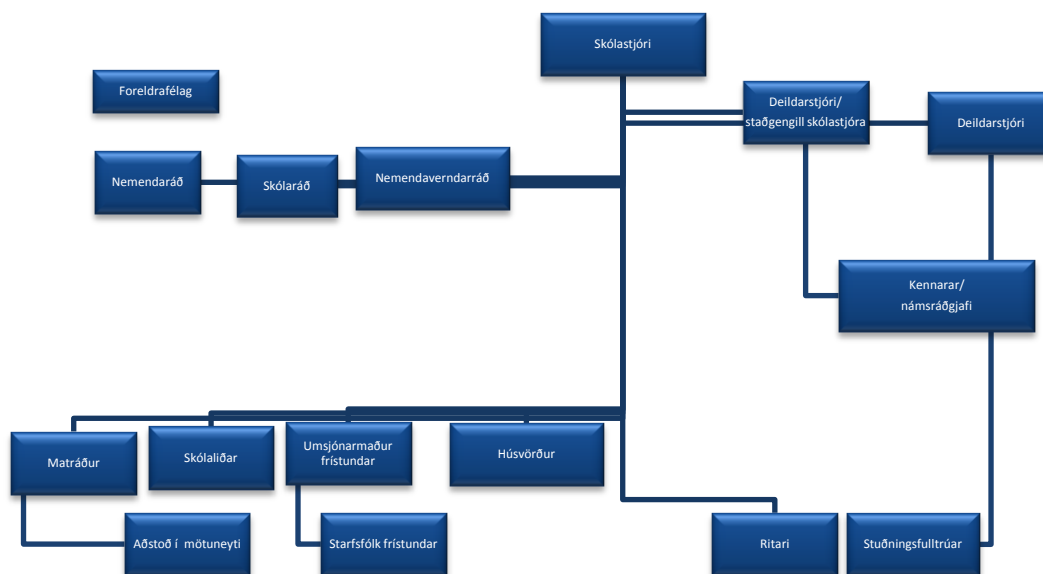 Skólastjóri
Foreldrafélag
Deildarstjóri/
staðgengill skólastjóra
Deildarstjóri
Nemendaráð
Skólaráð
Nemendaverndarráð
Kennarar/
námsráðgjafi
Matráður
Skólaliðar
Umsjónarmaður
frístundar
Húsvörður
Aðstoð í mötuneyti
Starfsfólk frístundar
Ritari
Stuðningsfulltrúar